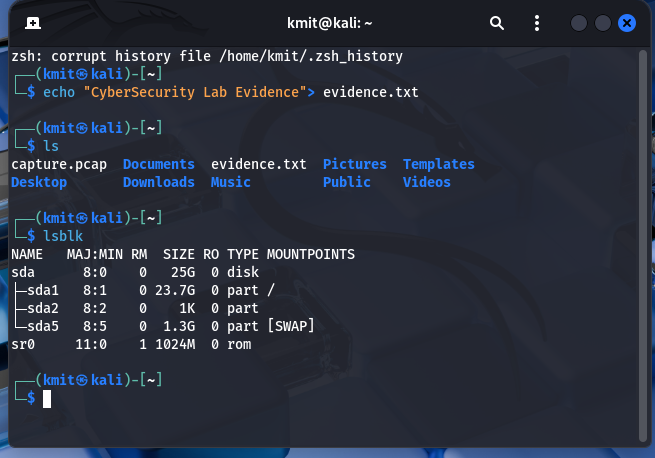 kmit@kali: ~
zsh: corrupt history file /home/kmit/.zsh_history
┌──(kmit㉿kali)-[~]
└─$ echo "CyberSecurity Lab Evidence"> evidence.txt
┌──(kmit㉿kali)-[~]
└─$ ls
capture.pcap  Documents  evidence.txt  Pictures  Templates
Desktop       Downloads  Music         Public    Videos
┌──(kmit㉿kali)-[~]
└─$ lsblk
NAME   MAJ:MIN RM  SIZE RO TYPE MOUNTPOINTS
sda      8:0    0   25G  0 disk
├─sda1   8:1    0 23.7G  0 part /
├─sda2   8:2    0    1K  0 part
└─sda5   8:5    0  1.3G  0 part [SWAP]
sr0     11:0    1 1024M  0 rom
┌──(kmit㉿kali)-[~]
└─$